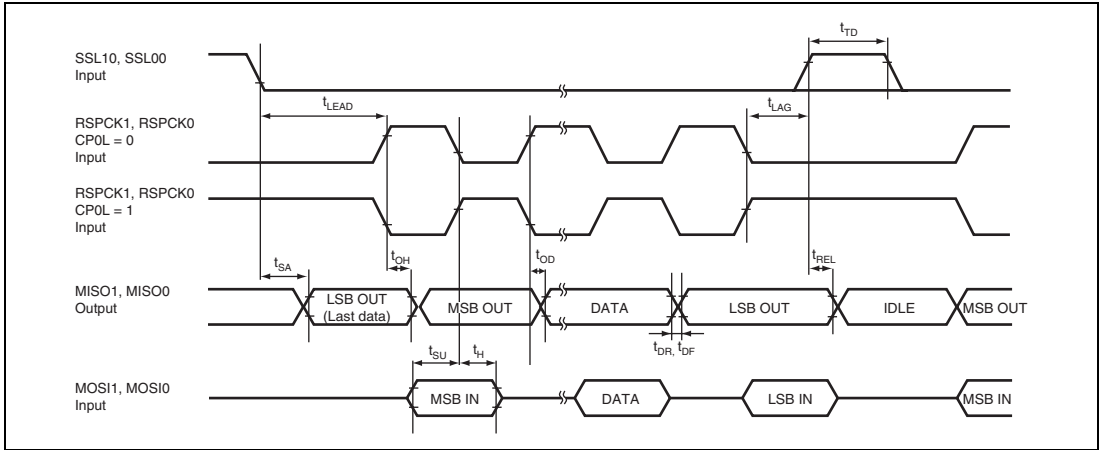 SSL10, SSL00
Input
tTD
tLEAD
tLAG
RSPCK1, RSPCK0
CP0L = 0
Input
RSPCK1, RSPCK0
CP0L = 1
Input
tSA
tOH
tOD
tREL
MISO1, MISO0
Output
LSB OUT
(Last data)
MSB OUT
DATA
LSB OUT
IDLE
MSB OUT
tSU
tH
tDR, tDF
MOSI1, MOSI0
Input
MSB IN
DATA
LSB IN
MSB IN